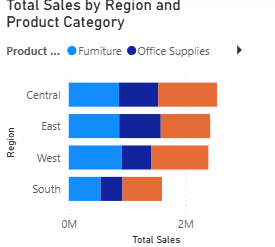 Total Sales by Region and
Product Category
Product ... Furniture Office Supplies
Central
East
West
South
Region
0M 2M
Total Sales